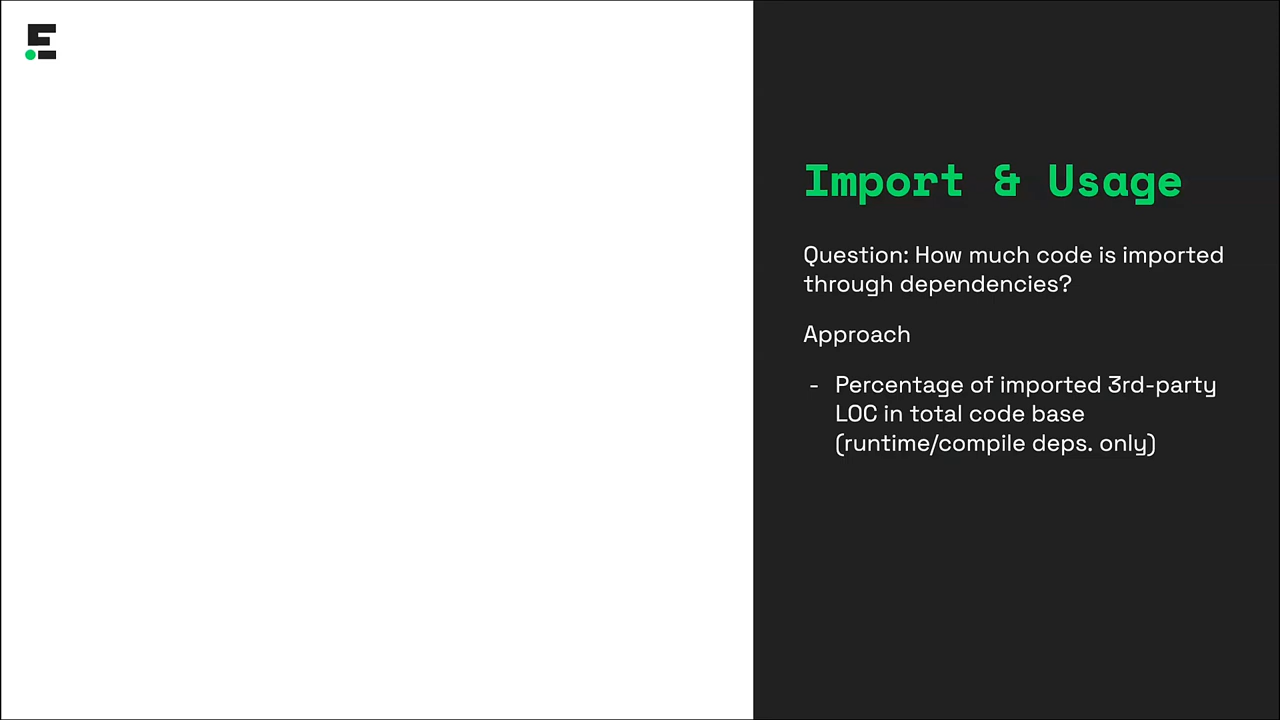 Import & Usage
Question: How much code is imported
through dependencies?
Approach
- Percentage of imported 3rd-party
LOC in total code base
(runtime/compile deps. only)